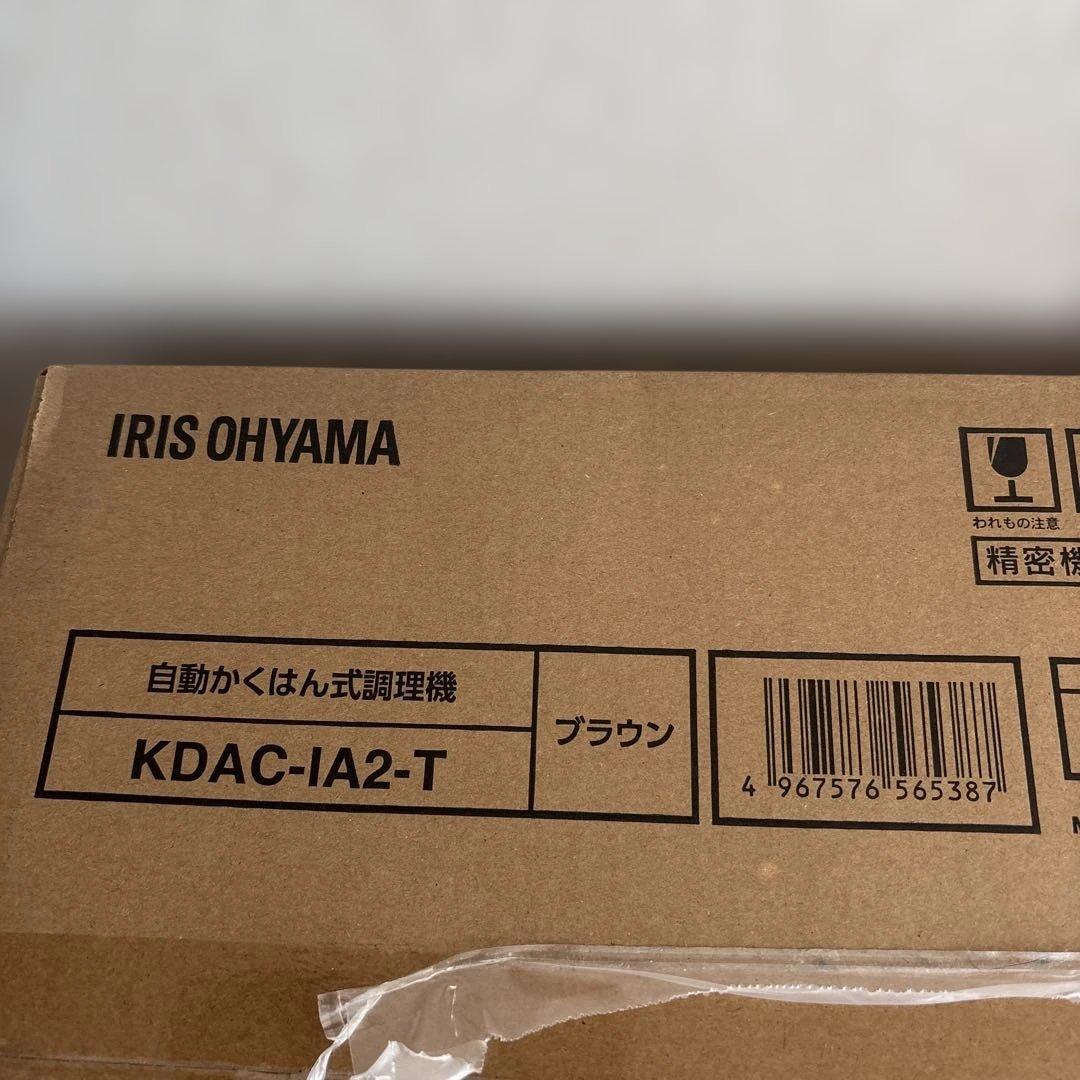 IRIS OHYAMA
われもの注意
精密機
自動かくはん式調理機
KDAC-IA2-T
ブラウン
4 967576 565387